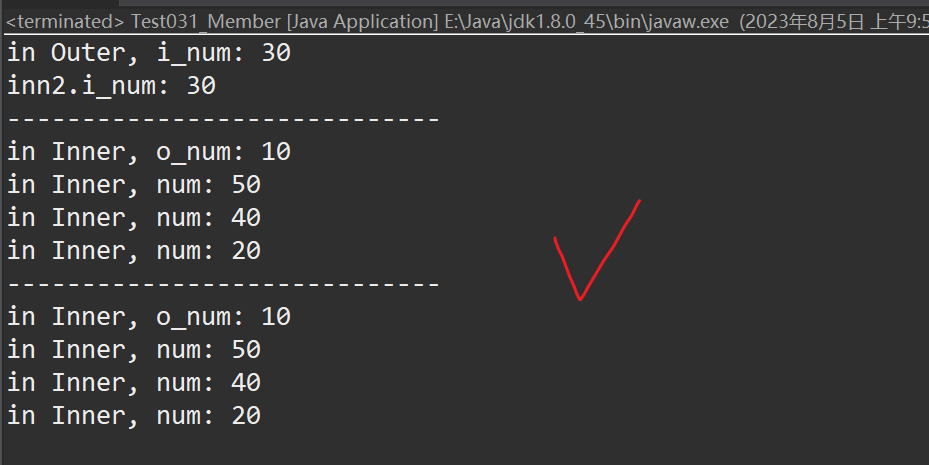 <terminated> Test031_Member [Java Application] E:\Java\jdk1.8.0_45\bin\javaw.exe (2023年8月5日 上午9:5
in Outer, i_num: 30
inn2.i_num: 30
-----------------------------
in Inner, o_num: 10
in Inner, num: 50
in Inner, num: 40
in Inner, num: 20
-----------------------------
in Inner, o_num: 10
in Inner, num: 50
in Inner, num: 40
in Inner, num: 20